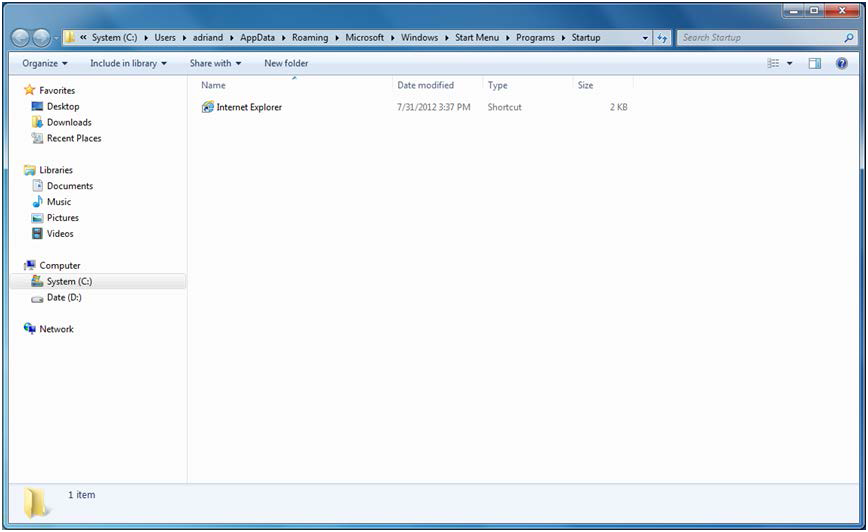 « System (C:) ▸ Users ▸ adriand ▸ AppData ▸ Roaming ▸ Microsoft ▸ Windows ▸ Start Menu ▸ Programs ▸ Startup
Search Startup
Organize Include in library Share with New folder
Favorites
Desktop
Downloads
Recent Places
Libraries
Documents
Music
Pictures
Videos
Computer
System (C:)
Date (D:)
Network
Name Date modified Type Size
Internet Explorer 7/31/2012 3:37 PM Shortcut 2 KB
1 item